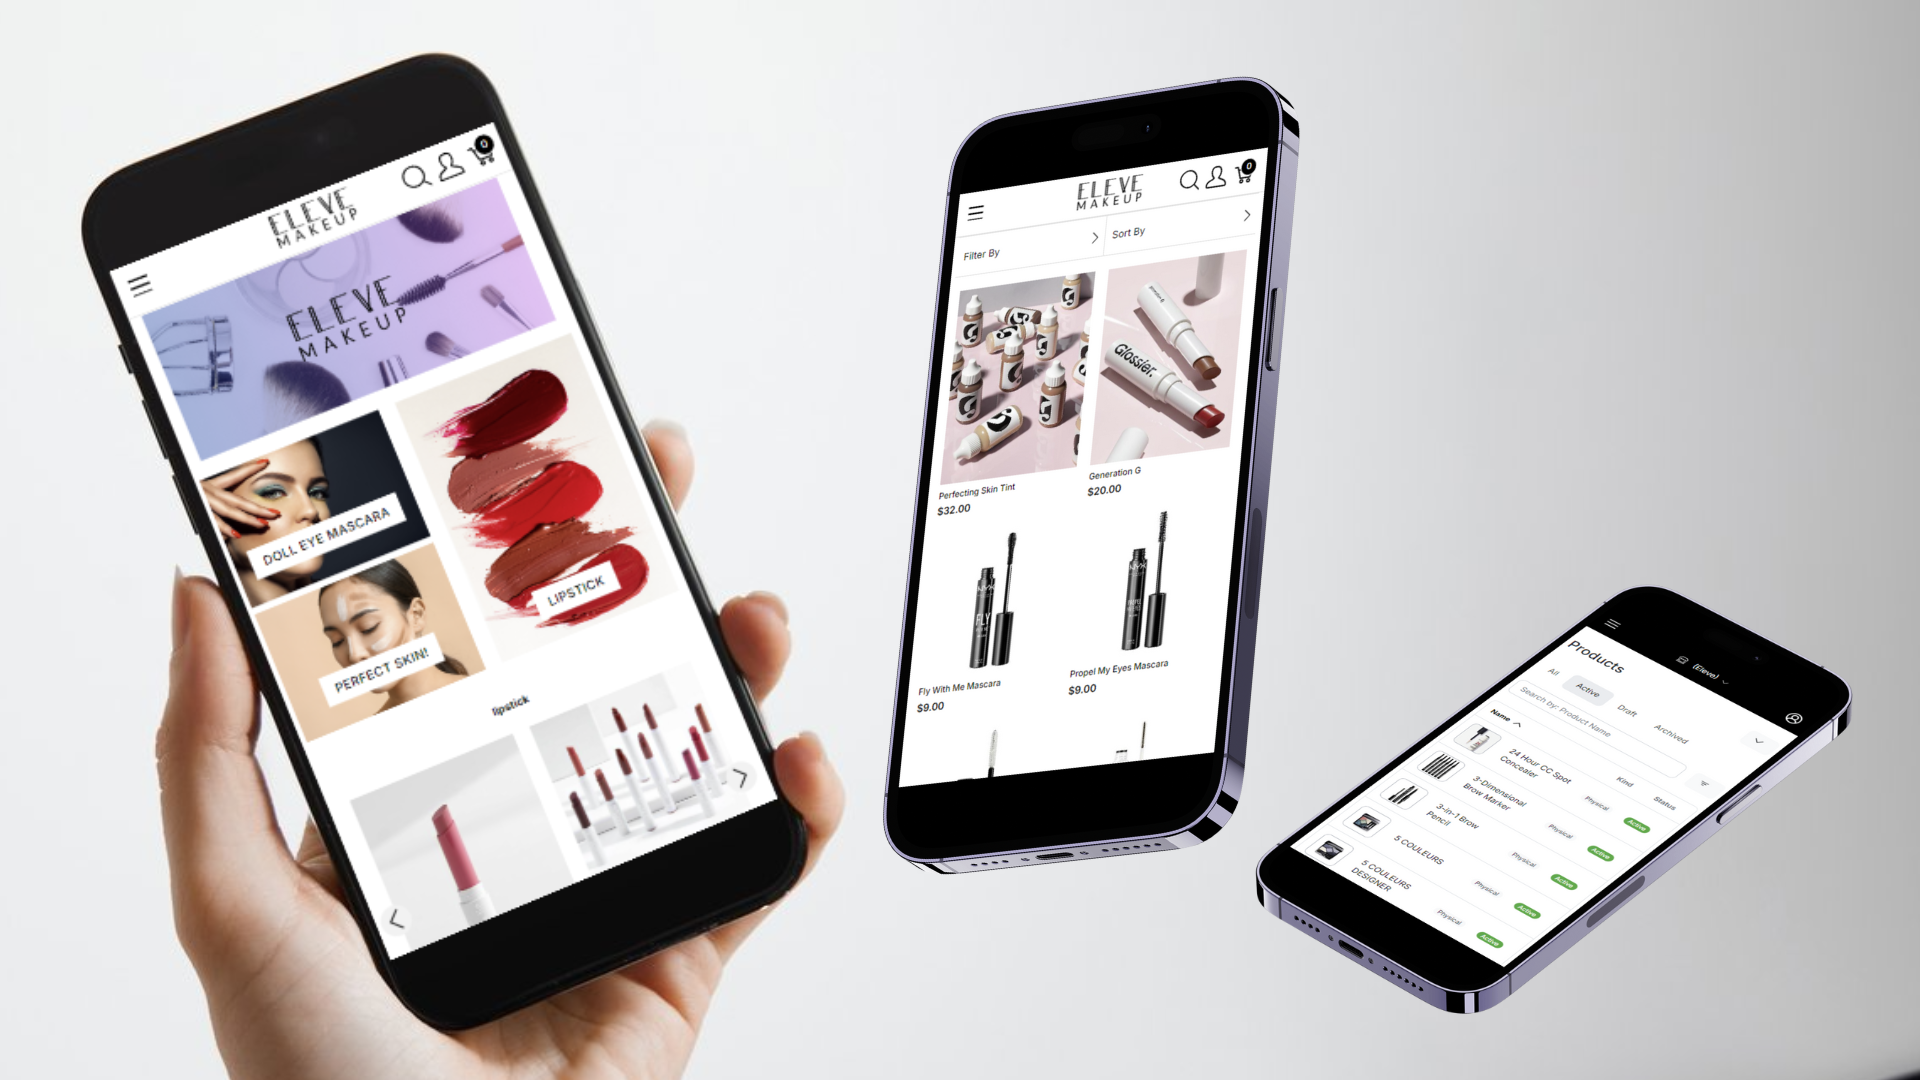 0
ELEVE
MAKEUP
ELEVE
MAKEUP
DOLL EYE MASCARA
LIPSTICK
PERFECT SKIN!
lipstick
0
ELEVE
MAKEUP
Filter By
Sort By
Glossier.
Perfecting Skin Tint
$32.00
Generation G
$20.00
NYX
FLY
Fly With Me Mascara
$9.00
Propel My Eyes Mascara
$9.00
(Eleve)
Products
All
Active
Draft
Archived
Search by: Product Name
Name
Kind
Status
24 Hour CC Spot
Concealer
Physical
Active
3-Dimensional
Brow Marker
Physical
Active
3-in-1 Brow
Pencil
Physical
Active
5 COULEURS
Physical
Active
5 COULEURS
DESIGNER
Physical
Active